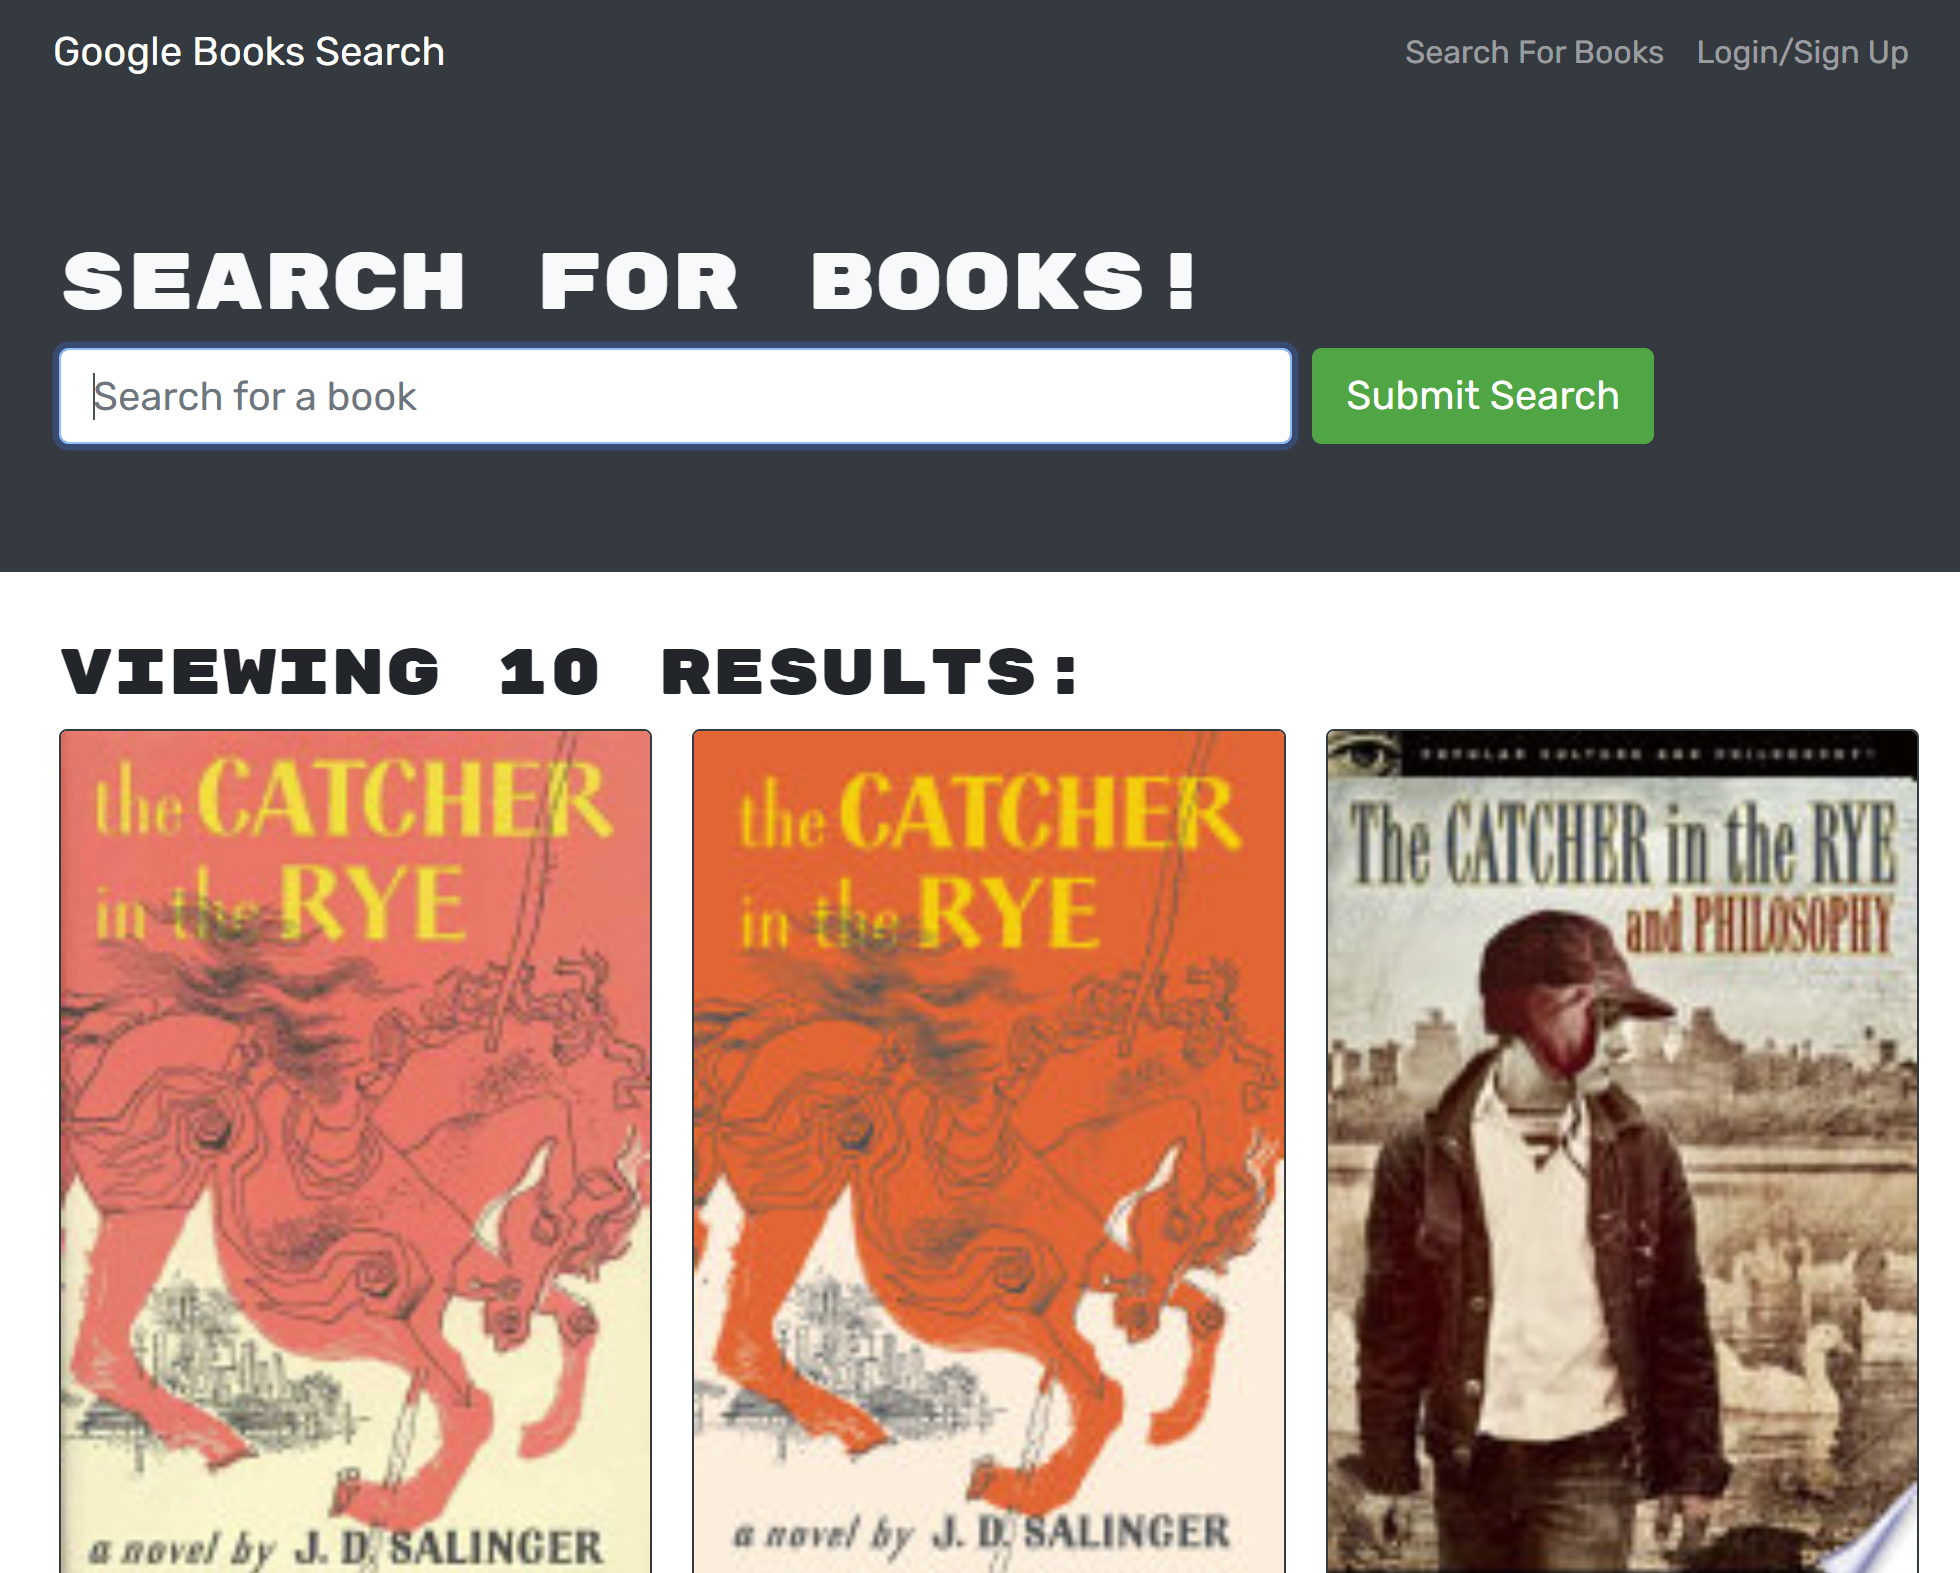 Google Books Search
Search For Books Login/Sign Up
SEARCH FOR BOOKS!
Search for a book
Submit Search
VIEWING 10 RESULTS:
the CATCHER
in the RYE
a novel by J. D. SALINGER
the CATCHER
in the RYE
a novel by J. D. SALINGER
POPULAR CULTURE AND PHILOSOPHY
The CATCHER in the RYE
and PHILOSOPHY